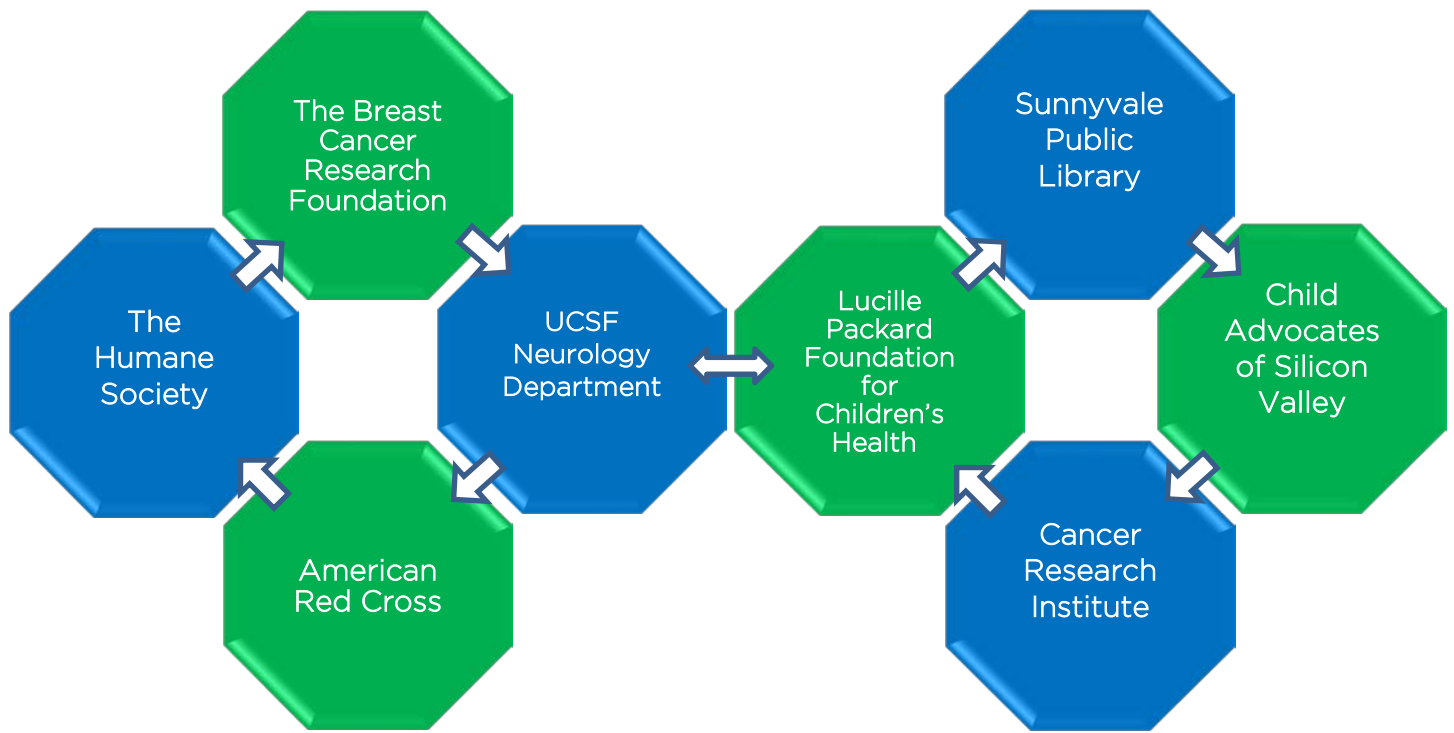 The Breast
Cancer
Research
Foundation
The
Humane
Society
UCSF
Neurology
Department
American
Red Cross
Sunnyvale
Public
Library
Lucille
Packard
Foundation
for
Children's
Health
Child
Advocates
of Silicon
Valley
Cancer
Research
Institute